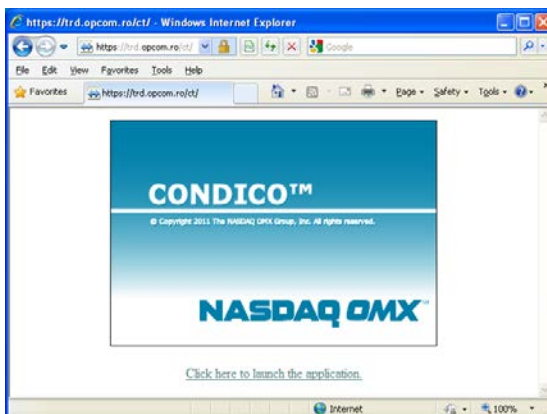 https://trd.opcom.ro/ct/ - Windows Internet Explorer
https://trd.opcom.ro/ct/
Google
File Edit View Favorites Tools Help
Favorites https://trd.opcom.ro/ct/ Page Safety Tools
CONDICO™
© Copyright 2011 The NASDAQ OMX Group, Inc. All rights reserved.
NASDAQ OMX™
Click here to launch the application.
Internet 100%